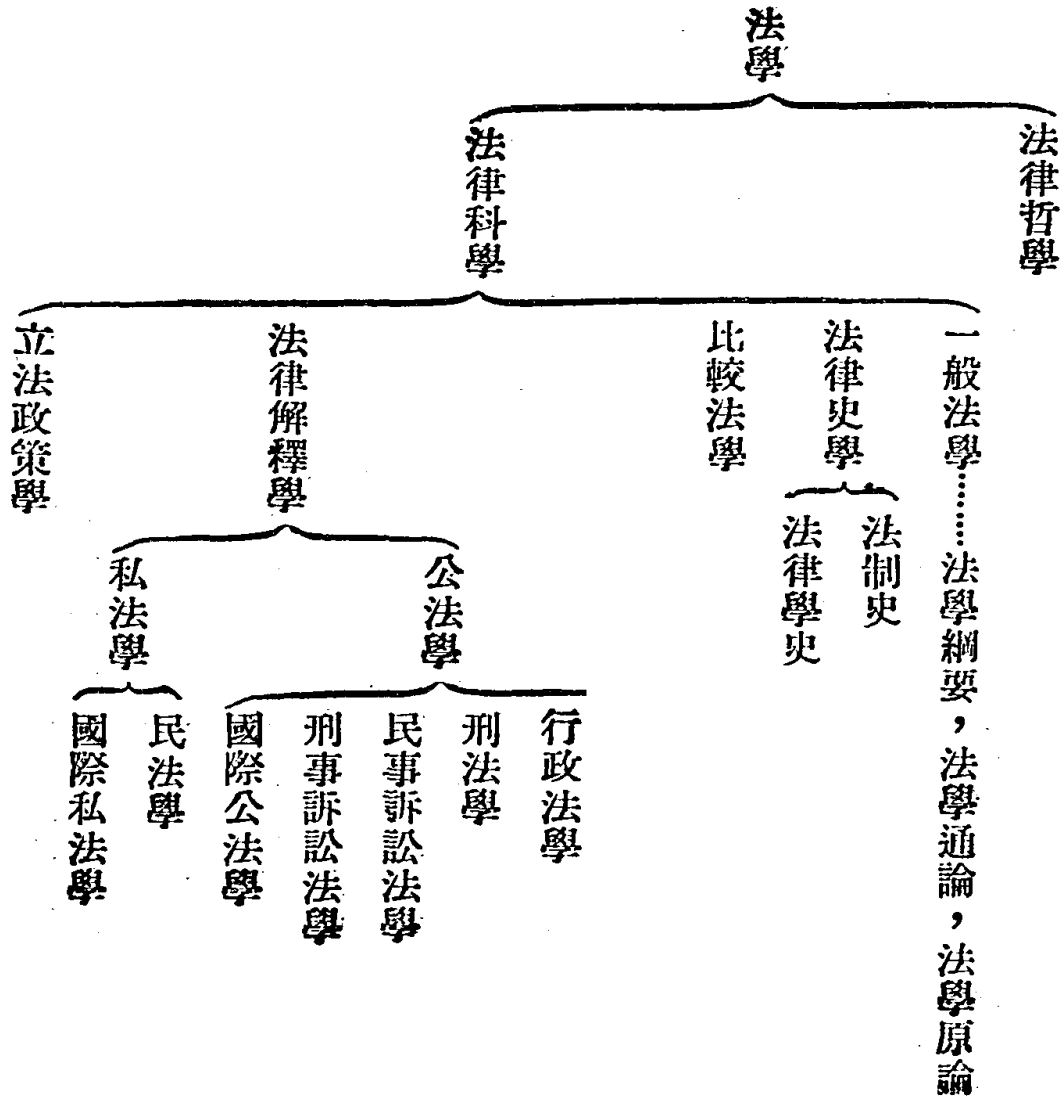 法學
法律哲學
法律科學
一般法學………法學綱要，法學通論，法學原論
法律史學
法制史
法律學史
比較法學
法律解釋學
公法學
行政法學
刑法學
民事訴訟法學
刑事訴訟法學
國際公法學
私法學
民法學
國際私法學
立法政策學